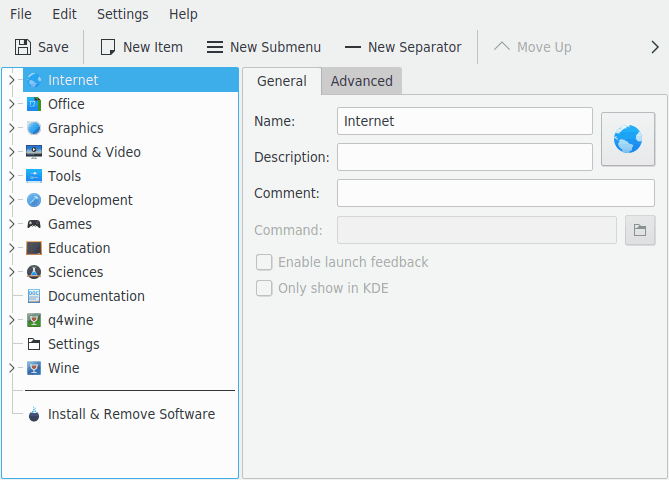 File Edit Settings Help
Save New Item New Submenu New Separator Move Up
Internet
Office
Graphics
Sound & Video
Tools
Development
Games
Education
Sciences
Documentation
q4wine
Settings
Wine
Install & Remove Software
General Advanced
Name: Internet
Description:
Comment:
Command:
Enable launch feedback
Only show in KDE